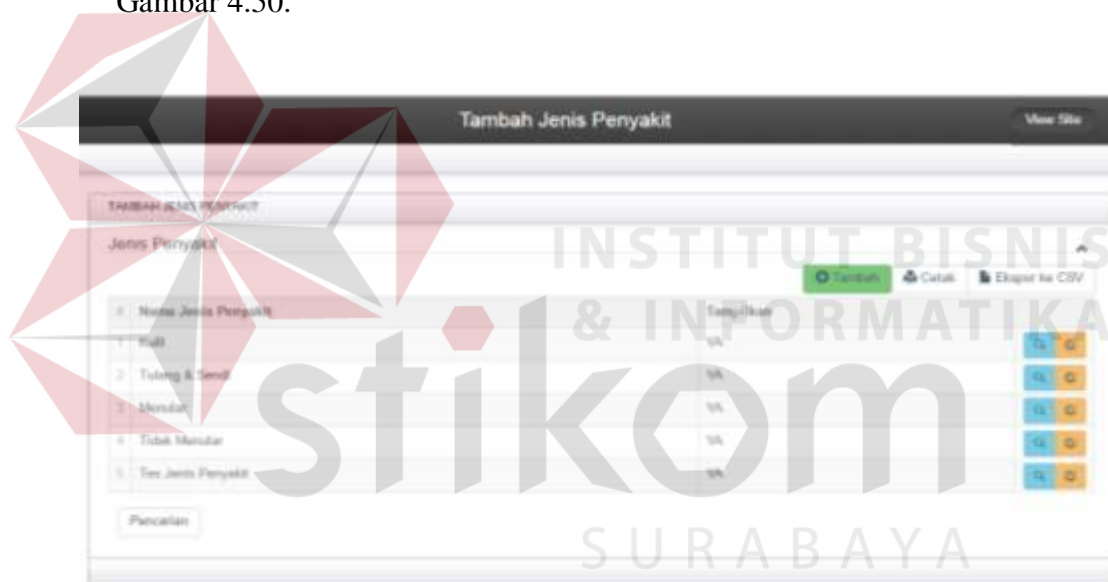 Gambar 4.50.
Tambah Jenis Penyakit
View Site
TAMBAH JENIS PENYAKIT
Jenis Penyakit
INSTITUT BISNIS
& INFORMATIKA
stikom
SURABAYA
Tambah Cetak Ekspor ke CSV
# Nama Jenis Penyakit Tampilkan
1 Kulit YA
2 Tulang & Sendi YA
3 Menular YA
4 Tidak Menular YA
5 Tes Jenis Penyakit YA
Pencarian